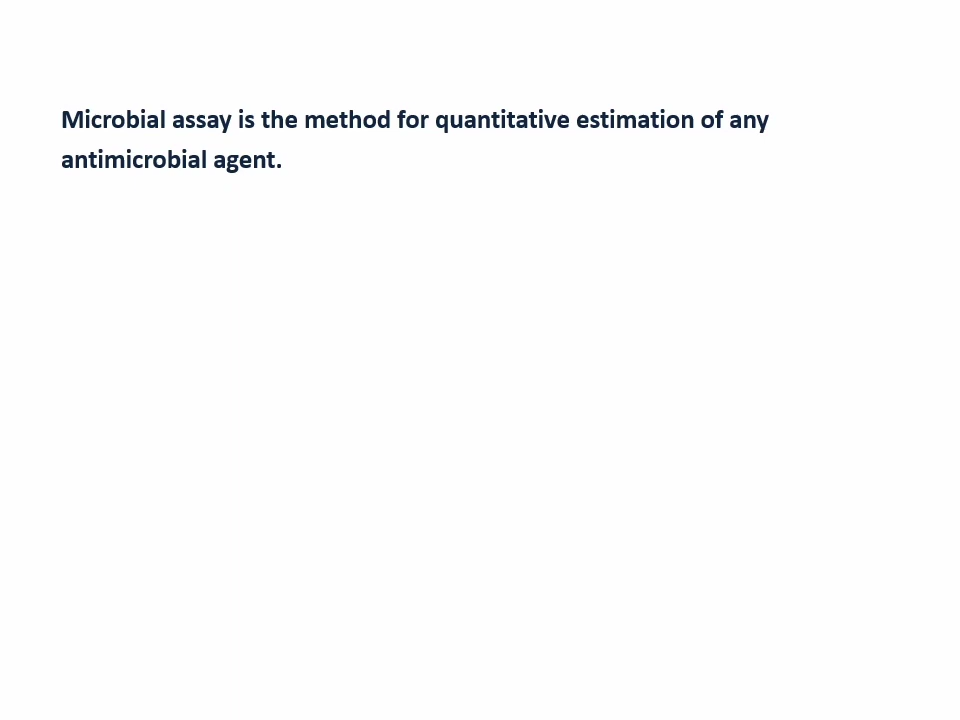 Microbial assay is the method for quantitative estimation of any
antimicrobial agent.